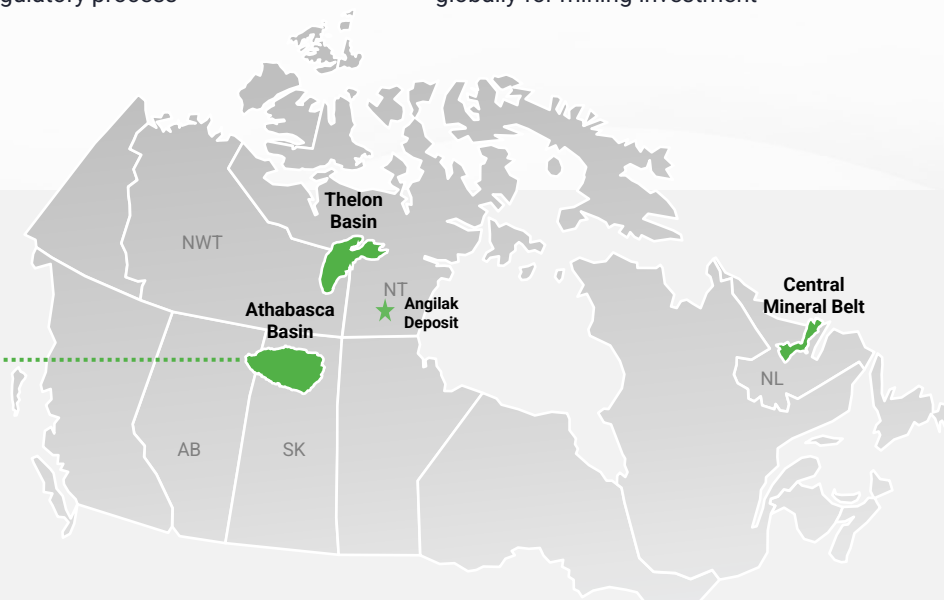 gulatory process
globally for mining investment
Thelon
Basin
NWT
NT
Angilak
Deposit
Athabasca
Basin
Central
Mineral Belt
NL
AB
SK